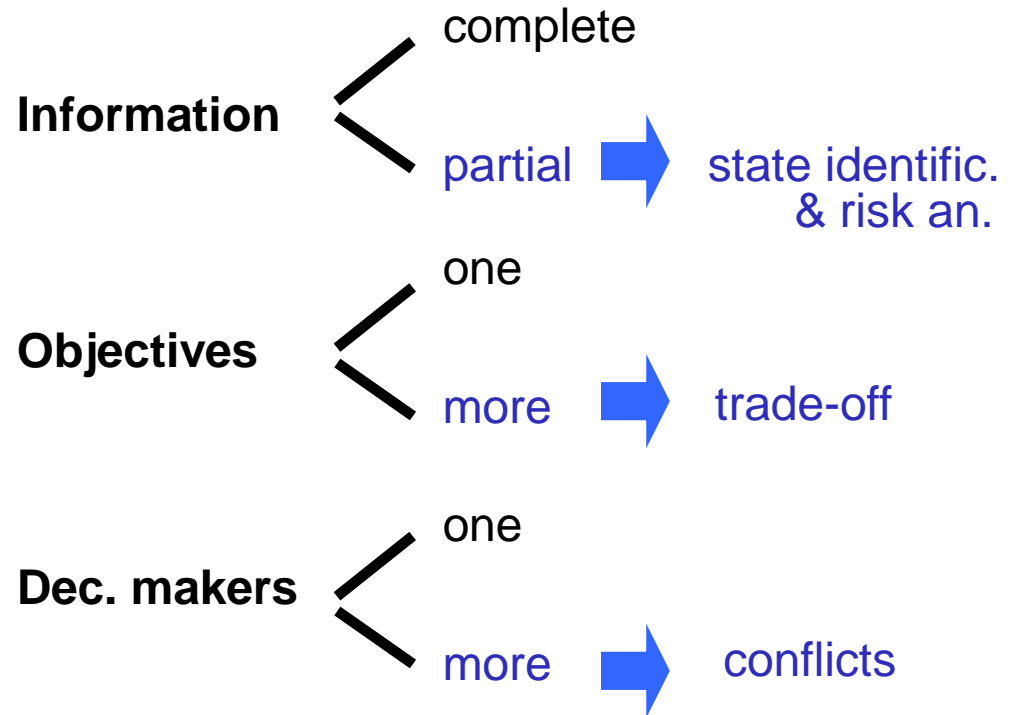 complete
Information
partial
state identific.
& risk an.
one
Objectives
more
trade-off
one
Dec. makers
more
conflicts